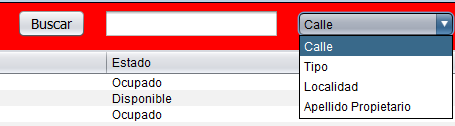 Buscar
Calle
Calle
Tipo
Localidad
Apellido Propietario
Estado
Ocupado
Disponible
Ocupado